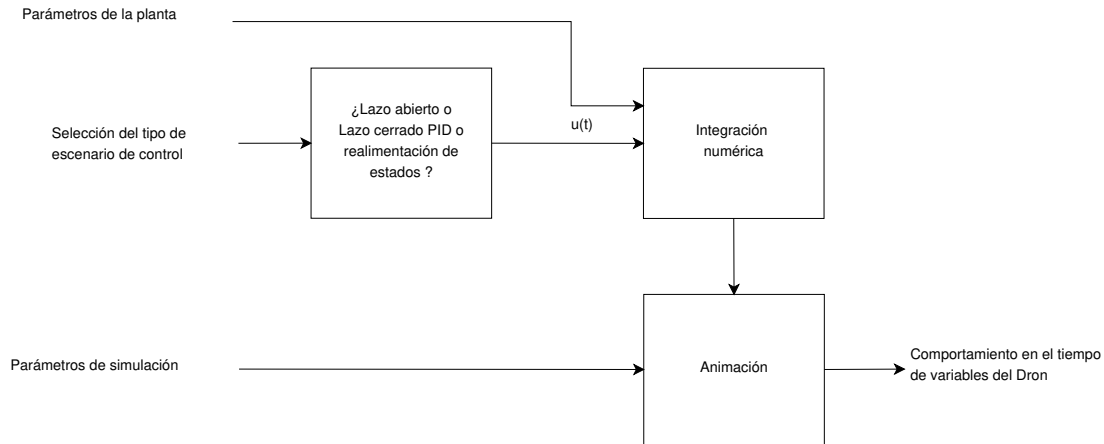 Parámetros de la planta
¿Lazo abierto o
Lazo cerrado PID o
realimentación de
estados ?
Selección del tipo de
escenario de control
u(t)
Integración
numérica
Parámetros de simulación
Animación
Comportamiento en el tiempo
de variables del Dron